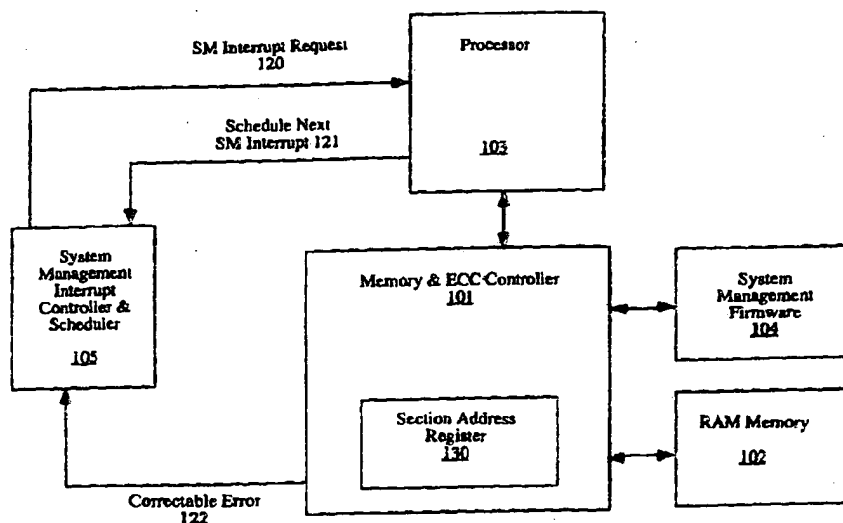 SM Interrupt Request
120
Processor
103
Schedule Next
SM Interrupt 121
System
Management
Interrupt
Controller &
Scheduler
105
Memory & ECC Controller
101
Section Address
Register
130
System
Management
Firmware
104
RAM Memory
102
Correctable Error
122